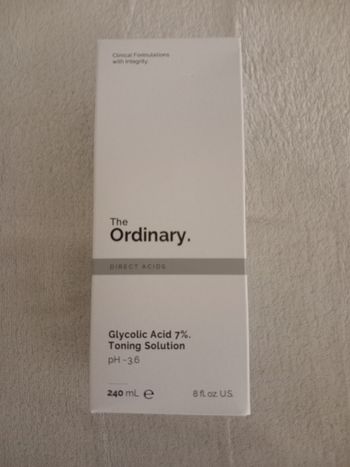 Clinical Formulations
with Integrity.
The
Ordinary.
DIRECT ACIDS
Glycolic Acid 7%.
Toning Solution
pH ~3.6
240 mL ℮
8 fl. oz. U.S.